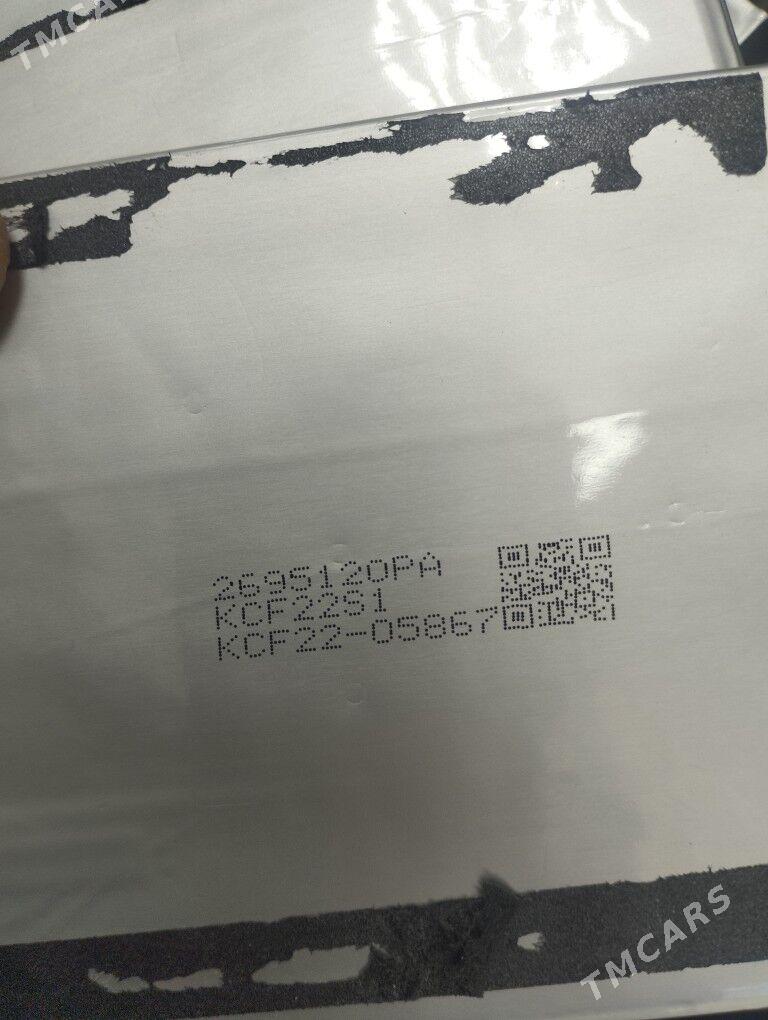 TMCARS
2695120PA
KCF22S1
KCF22-05867
TMCARS